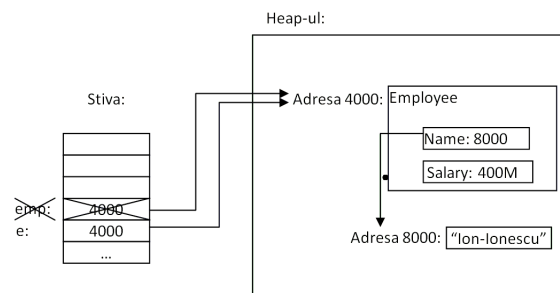 Heap-ul:
Stiva:
Adresa 4000:
Employee
Name: 8000
Salary: 400M
emp:
4000
e:
4000
...
Adresa 8000:
"Ion-Ionescu"